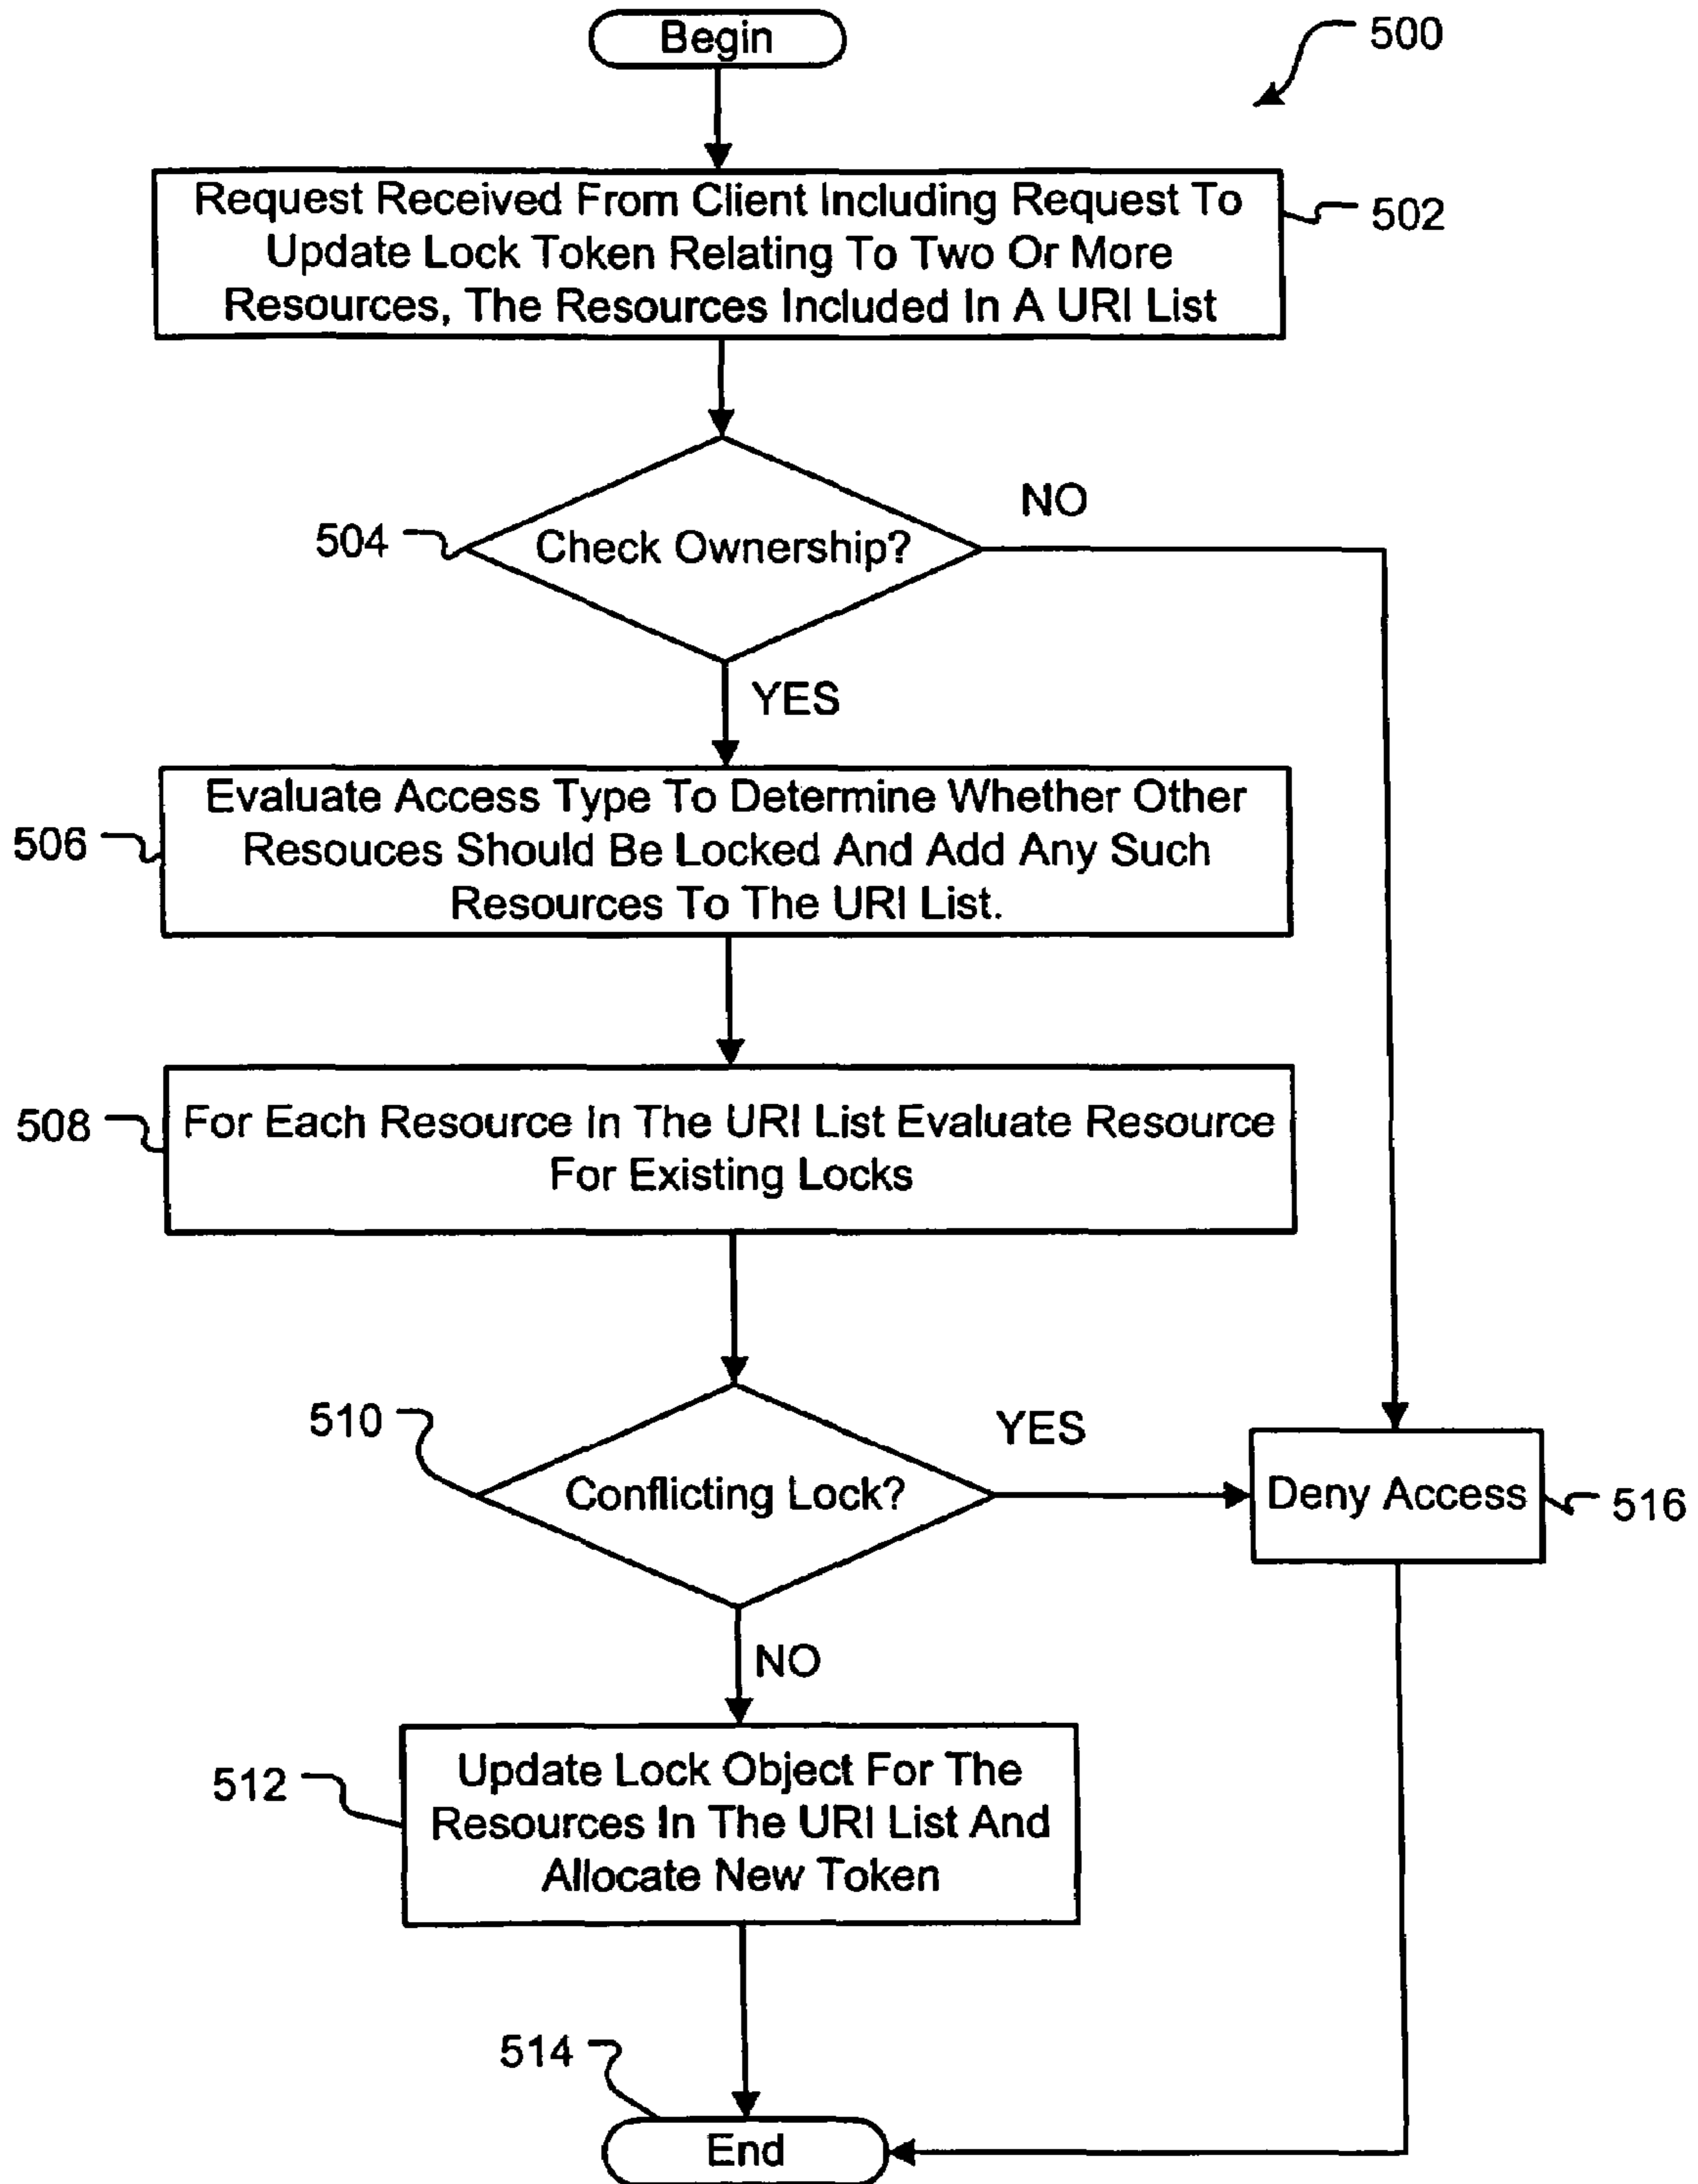 Begin
500
Request Received From Client Including Request To
Update Lock Token Relating To Two Or More
Resources, The Resources Included In A URI List
502
504
Check Ownership?
NO
YES
506
Evaluate Access Type To Determine Whether Other
Resouces Should Be Locked And Add Any Such
Resources To The URI List.
508
For Each Resource In The URI List Evaluate Resource
For Existing Locks
510
Conflicting Lock?
YES
Deny Access
516
NO
512
Update Lock Object For The
Resources In The URI List And
Allocate New Token
514
End